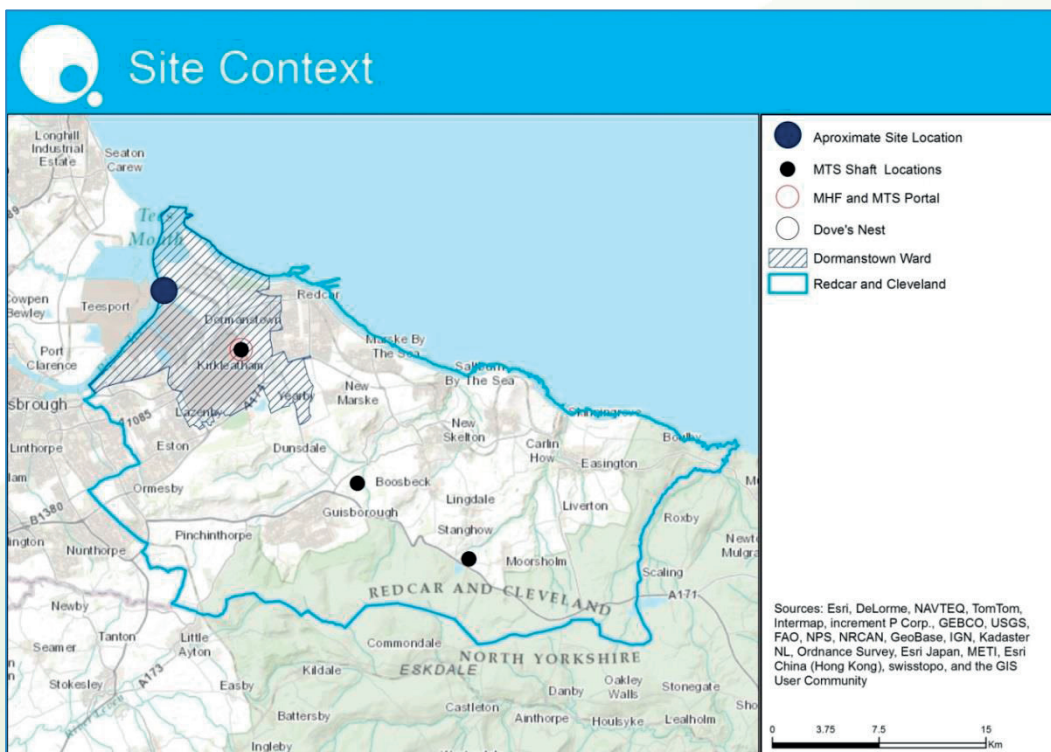 Site Context
Longhill
Industrial
Estate
Seaton
Carew
Tees
Mouth
Cowpen
Bewley
Teesport
Redcar
Dormanstown
Port
Clarence
Kirkleatham
Marske By
The Sea
Saltburn
By The Sea
New
Marske
Yearby
A174
Lazenby
sbrough
A1085
Skinningrove
Linthorpe
Eston
Dunsdale
New
Skelton
Carlin
How
Boulby
Easington
Ormesby
Boosbeck
Lingdale
Liverton
B1380
Guisborough
Roxby
Pinchinthorpe
Stanghow
Nunthorpe
Moorsholm
Scaling
REDCAR AND CLEVELAND
A171
Newby
Tanton
Little
Ayton
Seamer
Commondale
NORTH YORKSHIRE
Kildale
ESKDALE
A173
Stokesley
Easby
Danby
Oakley
Walls
Stonegate
Battersby
Castleton
Ainthorpe
Houlsyke
Lealholm
Ingleby
Aproximate Site Location
MTS Shaft Locations
MHF and MTS Portal
Dove's Nest
Dormanstown Ward
Redcar and Cleveland
Sources: Esri, DeLorme, NAVTEQ, TomTom,
Intermap, increment P Corp., GEBCO, USGS,
FAO, NPS, NRCAN, GeoBase, IGN, Kadaster
NL, Ordnance Survey, Esri Japan, METI, Esri
China (Hong Kong), swisstopo, and the GIS
User Community
0 3.75 7.5 15
Km